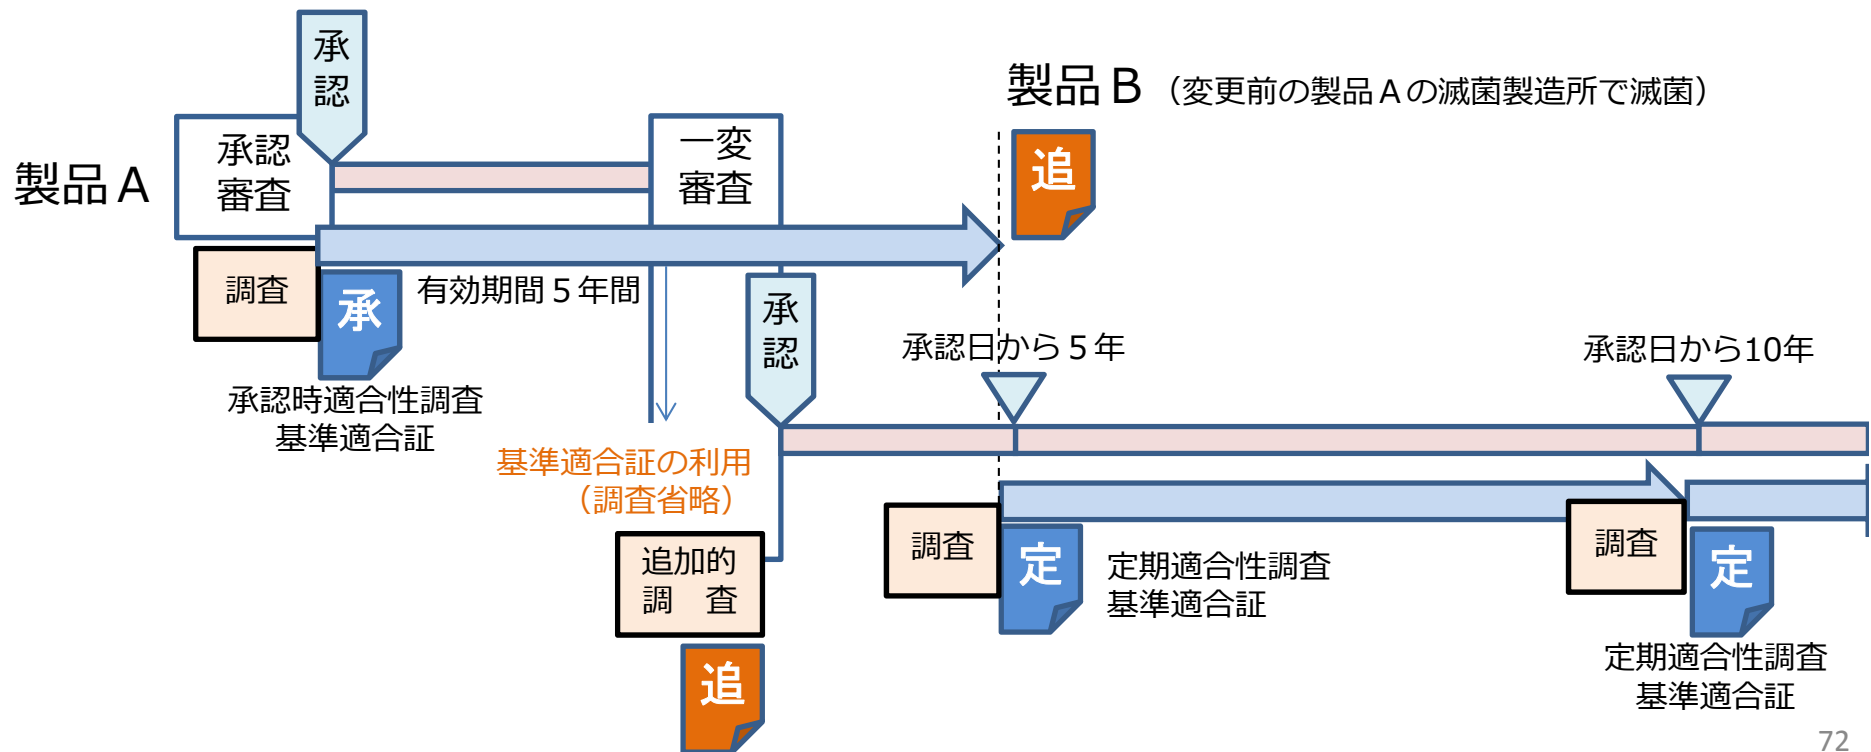 承
認
製品Ｂ（変更前の製品Ａの滅菌製造所で滅菌）
製品Ａ
承認
審査
一変
審査
追
調査
承
有効期間５年間
承認時適合性調査
基準適合証
承
認
承認日から５年
承認日から10年
基準適合証の利用
（調査省略）
追加的
調　査
追
調査
定
定期適合性調査
基準適合証
調査
定
定期適合性調査
基準適合証
72